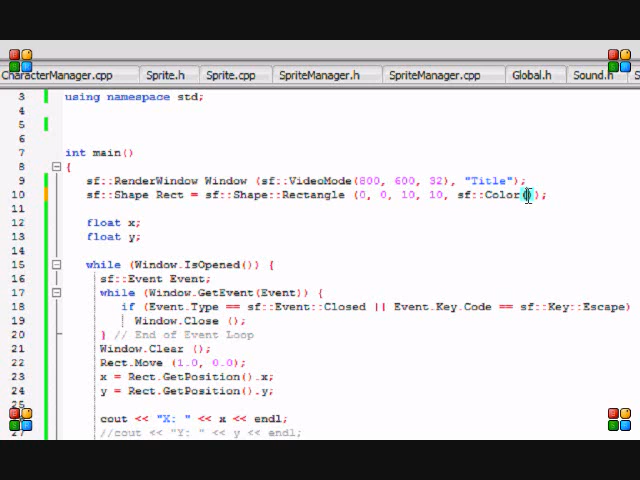 CharacterManager.cpp Sprite.h Sprite.cpp SpriteManager.h SpriteManager.cpp Global.h Sound.h S
3 using namespace std;
4
5
6
7 int main()
8 {
9 sf::RenderWindow Window (sf::VideoMode(800, 600, 32), "Title");
10 sf::Shape Rect = sf::Shape::Rectangle (0, 0, 10, 10, sf::Color());
11
12 float x;
13 float y;
14
15 while (Window.IsOpened()) {
16 sf::Event Event;
17 while (Window.GetEvent(Event)) {
18 if (Event.Type == sf::Event::Closed || Event.Key.Code == sf::Key::Escape)
19 Window.Close ();
20 } // End of Event Loop
21 Window.Clear ();
22 Rect.Move (1.0, 0.0);
23 x = Rect.GetPosition().x;
24 y = Rect.GetPosition().y;
cout << "X: " << x << endl;
27 //cout << "Y: " << y << endl;